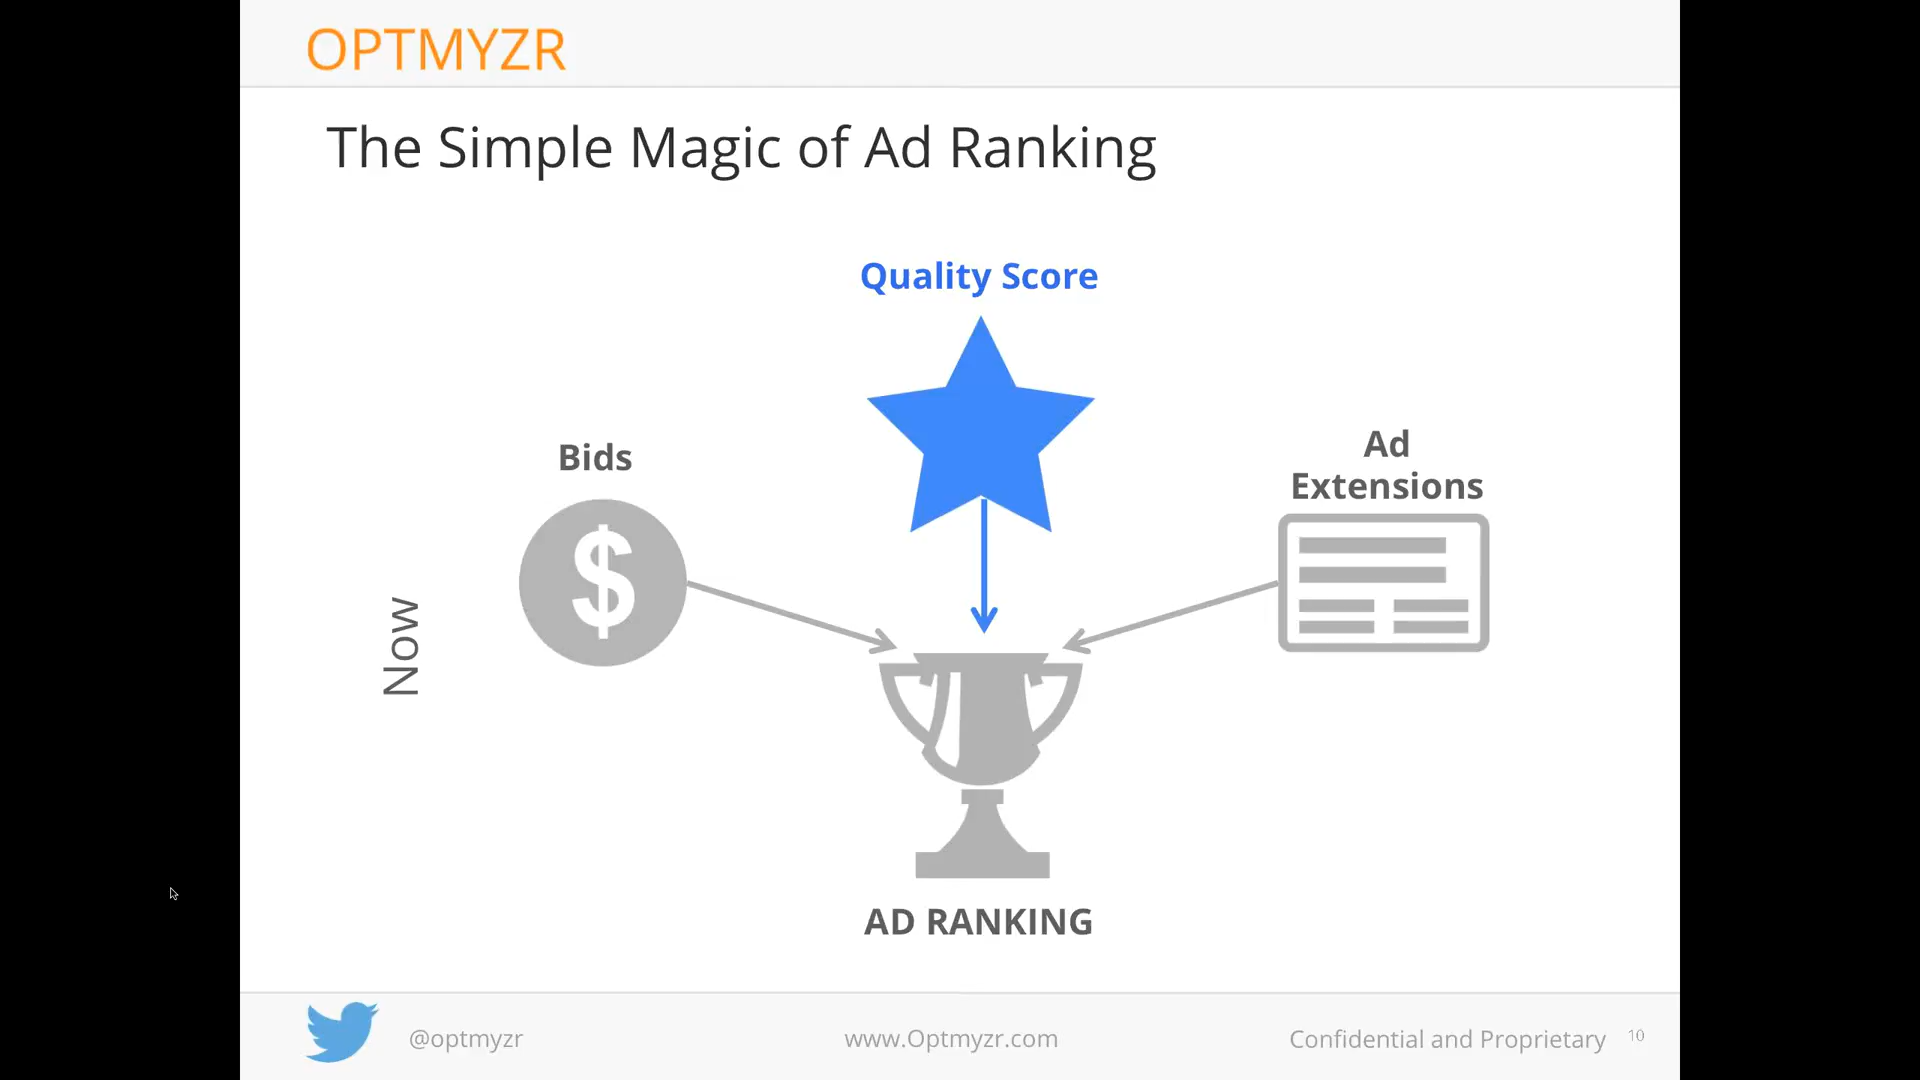 OPTMYZR
The Simple Magic of Ad Ranking
Quality Score
Bids
Ad
Extensions
$
Now
AD RANKING
@optmyzr
www.Optmyzr.com
Confidential and Proprietary
10